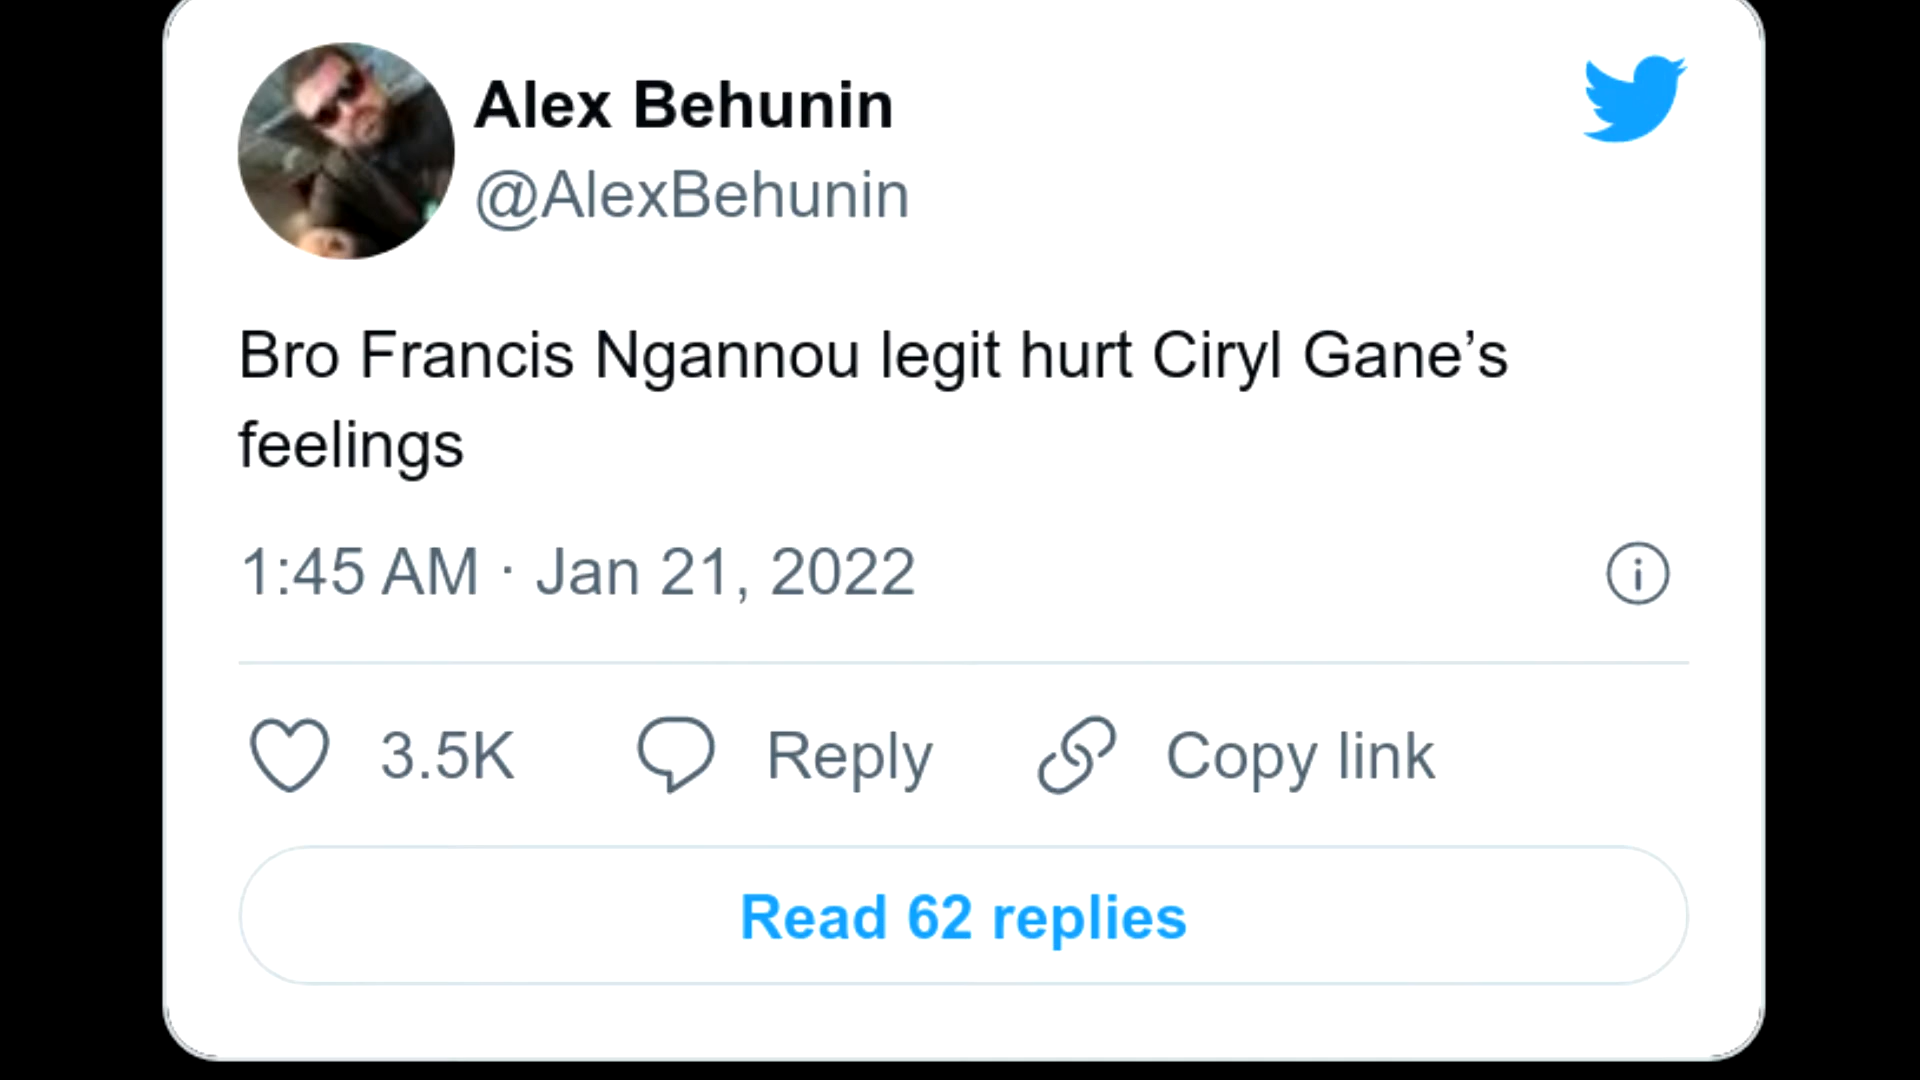 Alex Behunin
@AlexBehunin
Bro Francis Ngannou legit hurt Ciryl Gane’s
feelings
1:45 AM · Jan 21, 2022
3.5K Reply Copy link
Read 62 replies